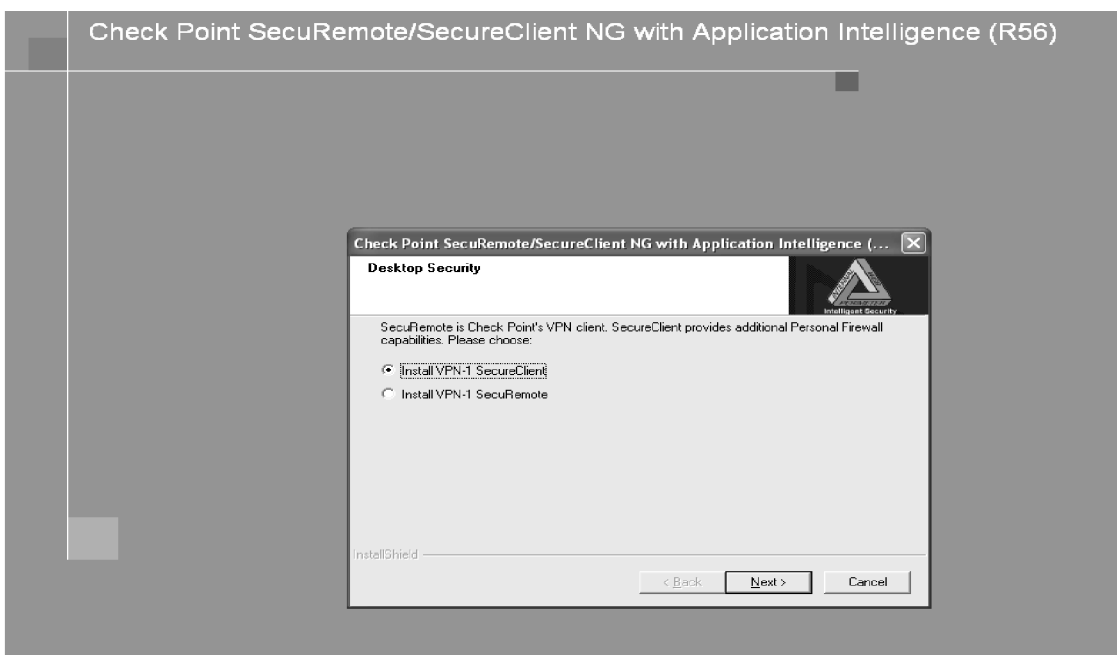 Check Point SecuRemote/SecureClient NG with Application Intelligence (R56)
Check Point SecuRemote/SecureClient NG with Application Intelligence (...
Desktop Security
Intelligent Security
SecuRemote is Check Point's VPN client. SecureClient provides additional Personal Firewall
capabilities. Please choose:
Install VPN-1 SecureClient
Install VPN-1 SecuRemote
InstallShield
< Back Next > Cancel